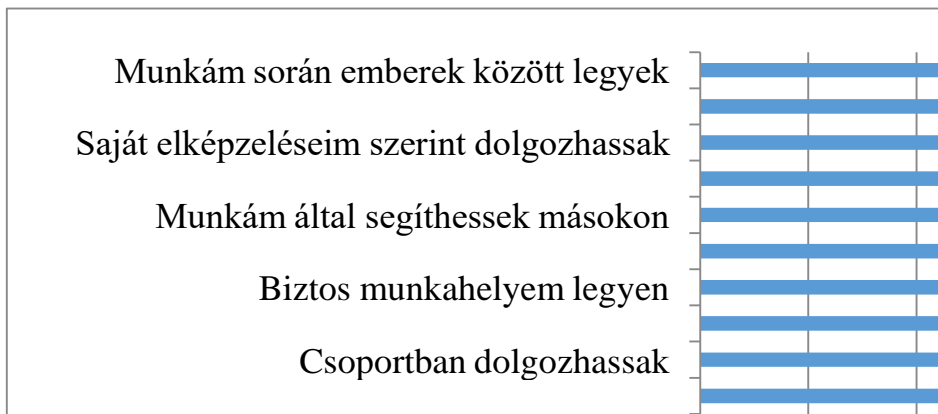 Munkám során emberek között legyek
Saját elképzeléseim szerint dolgozhassak
Munkám által segíthessek másokon
Biztos munkahelyem legyen
Csoportban dolgozhassak